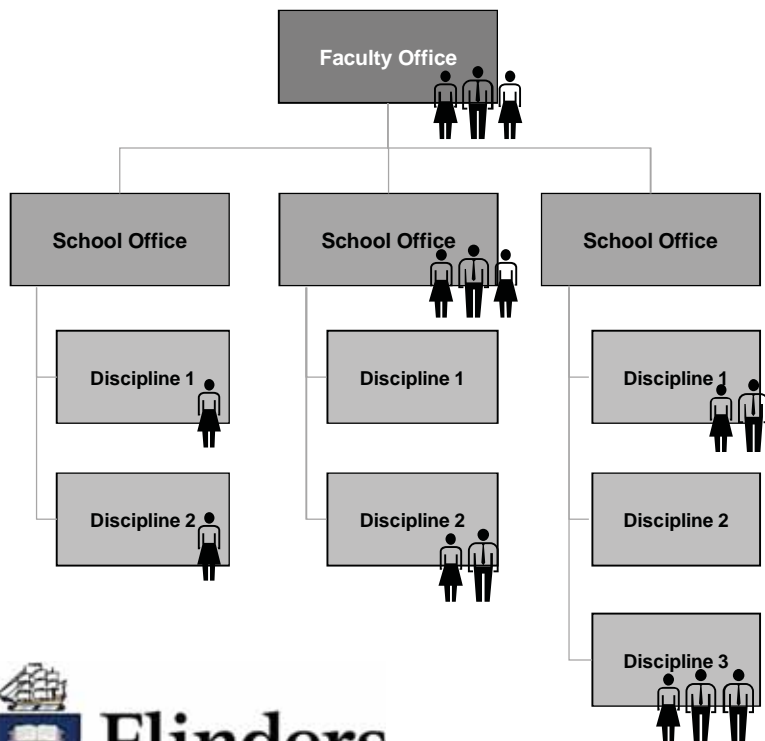 Faculty Office
School Office
School Office
School Office
Discipline 1
Discipline 1
Discipline 1
Discipline 2
Discipline 2
Discipline 2
Discipline 3
Flinders